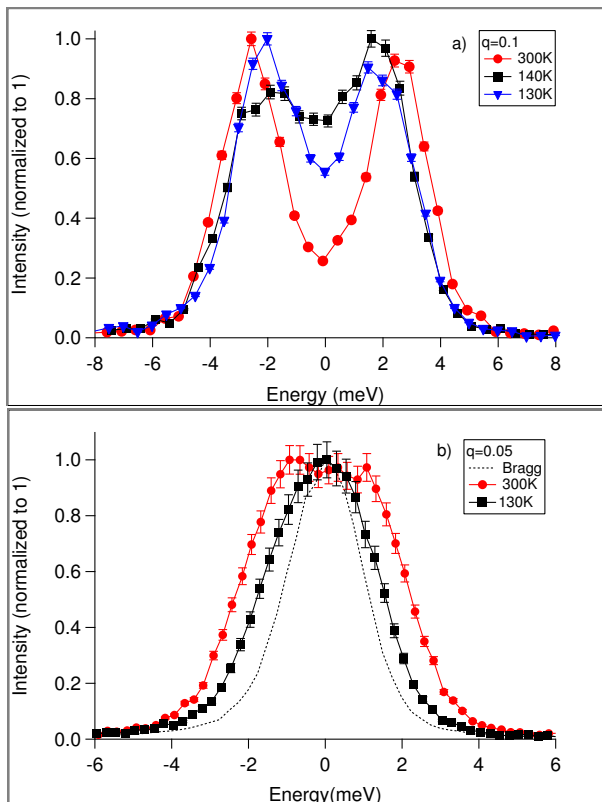 a)
q=0.1
300K
140K
130K
Intensity (normalized to 1)
1.0
0.8
0.6
0.4
0.2
0.0
-8
-6
-4
-2
0
2
4
6
8
Energy (meV)
b)
q=0.05
Bragg
300K
130K
Intensity (normalized to 1)
1.0
0.8
0.6
0.4
0.2
0.0
-6
-4
-2
0
2
4
6
Energy(meV)